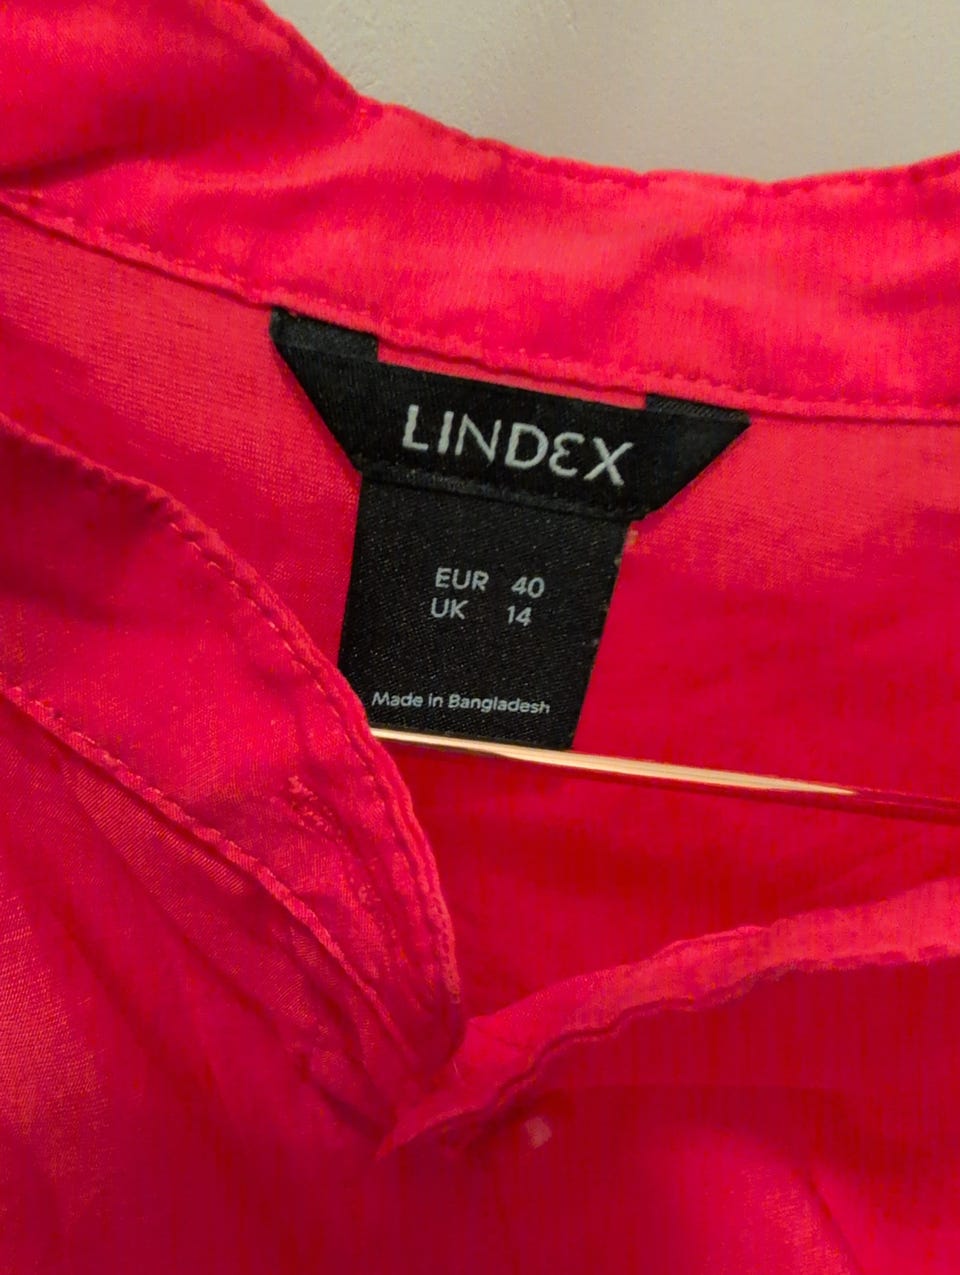 LINDEX
EUR 40
UK 14
Made in Bangladesh